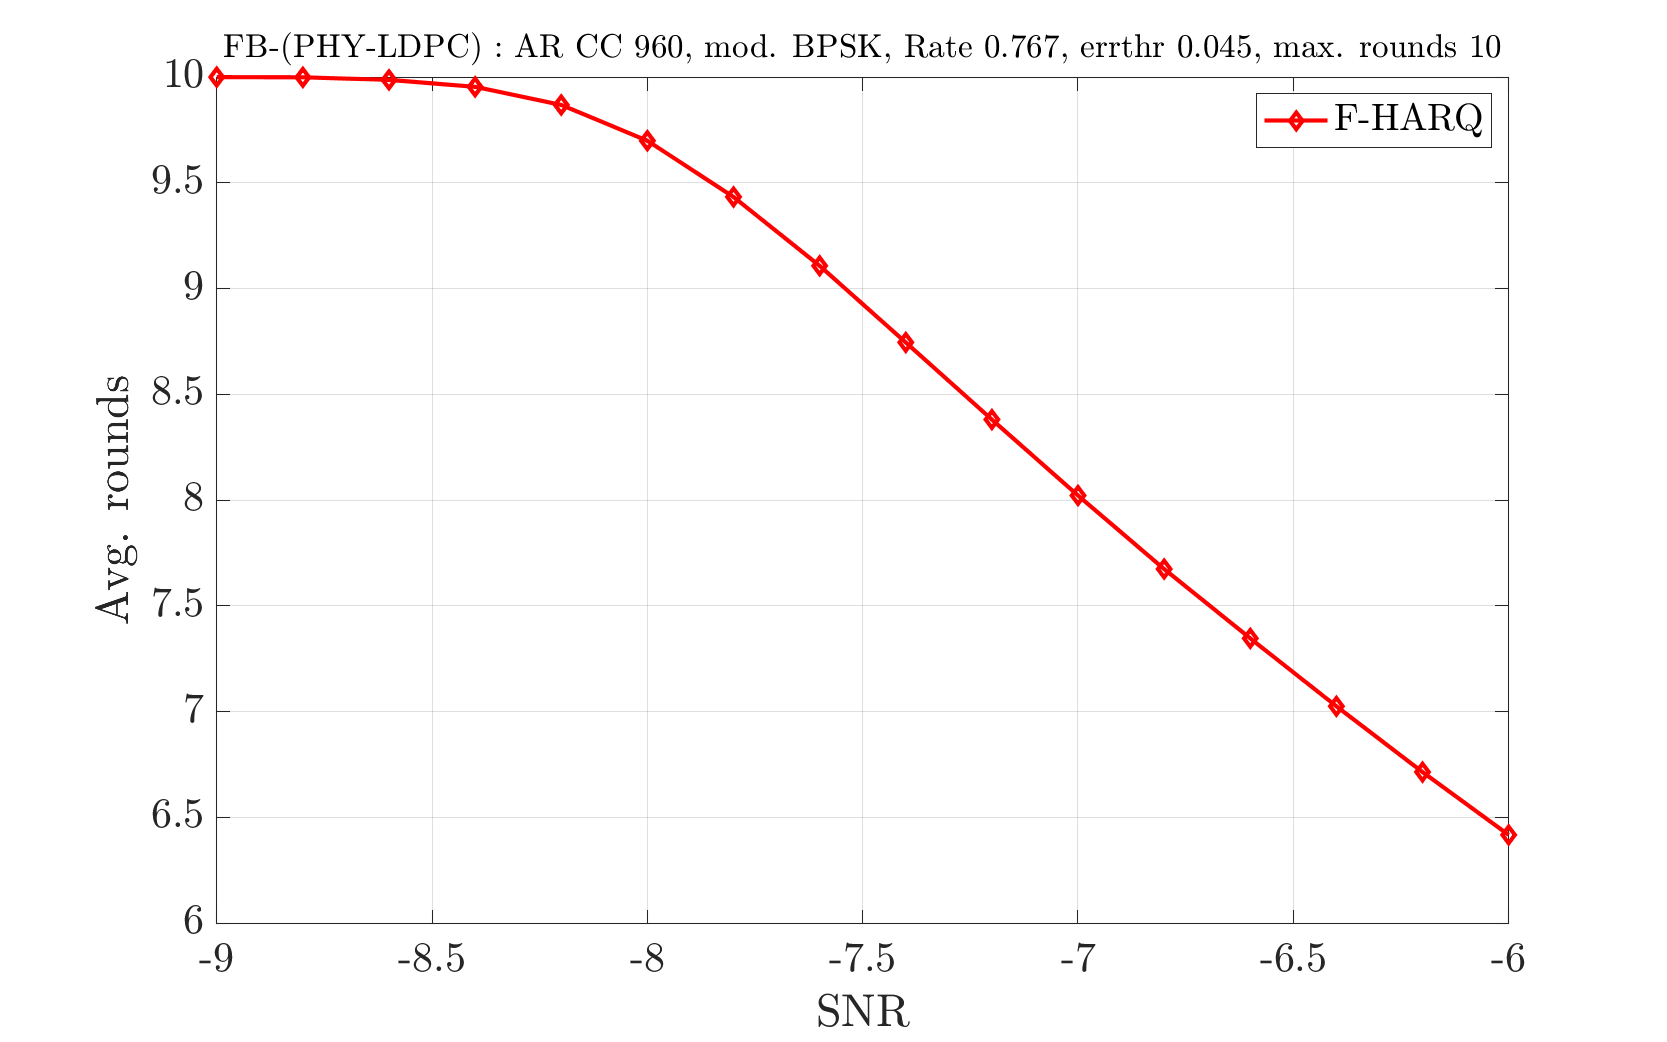 FB-(PHY-LDPC) : AR CC 960, mod. BPSK, Rate 0.767, errthr 0.045, max. rounds 10
F-HARQ
10
9.5
9
8.5
8
7.5
7
6.5
6
Avg. rounds
-9 -8.5 -8 -7.5 -7 -6.5 -6
SNR